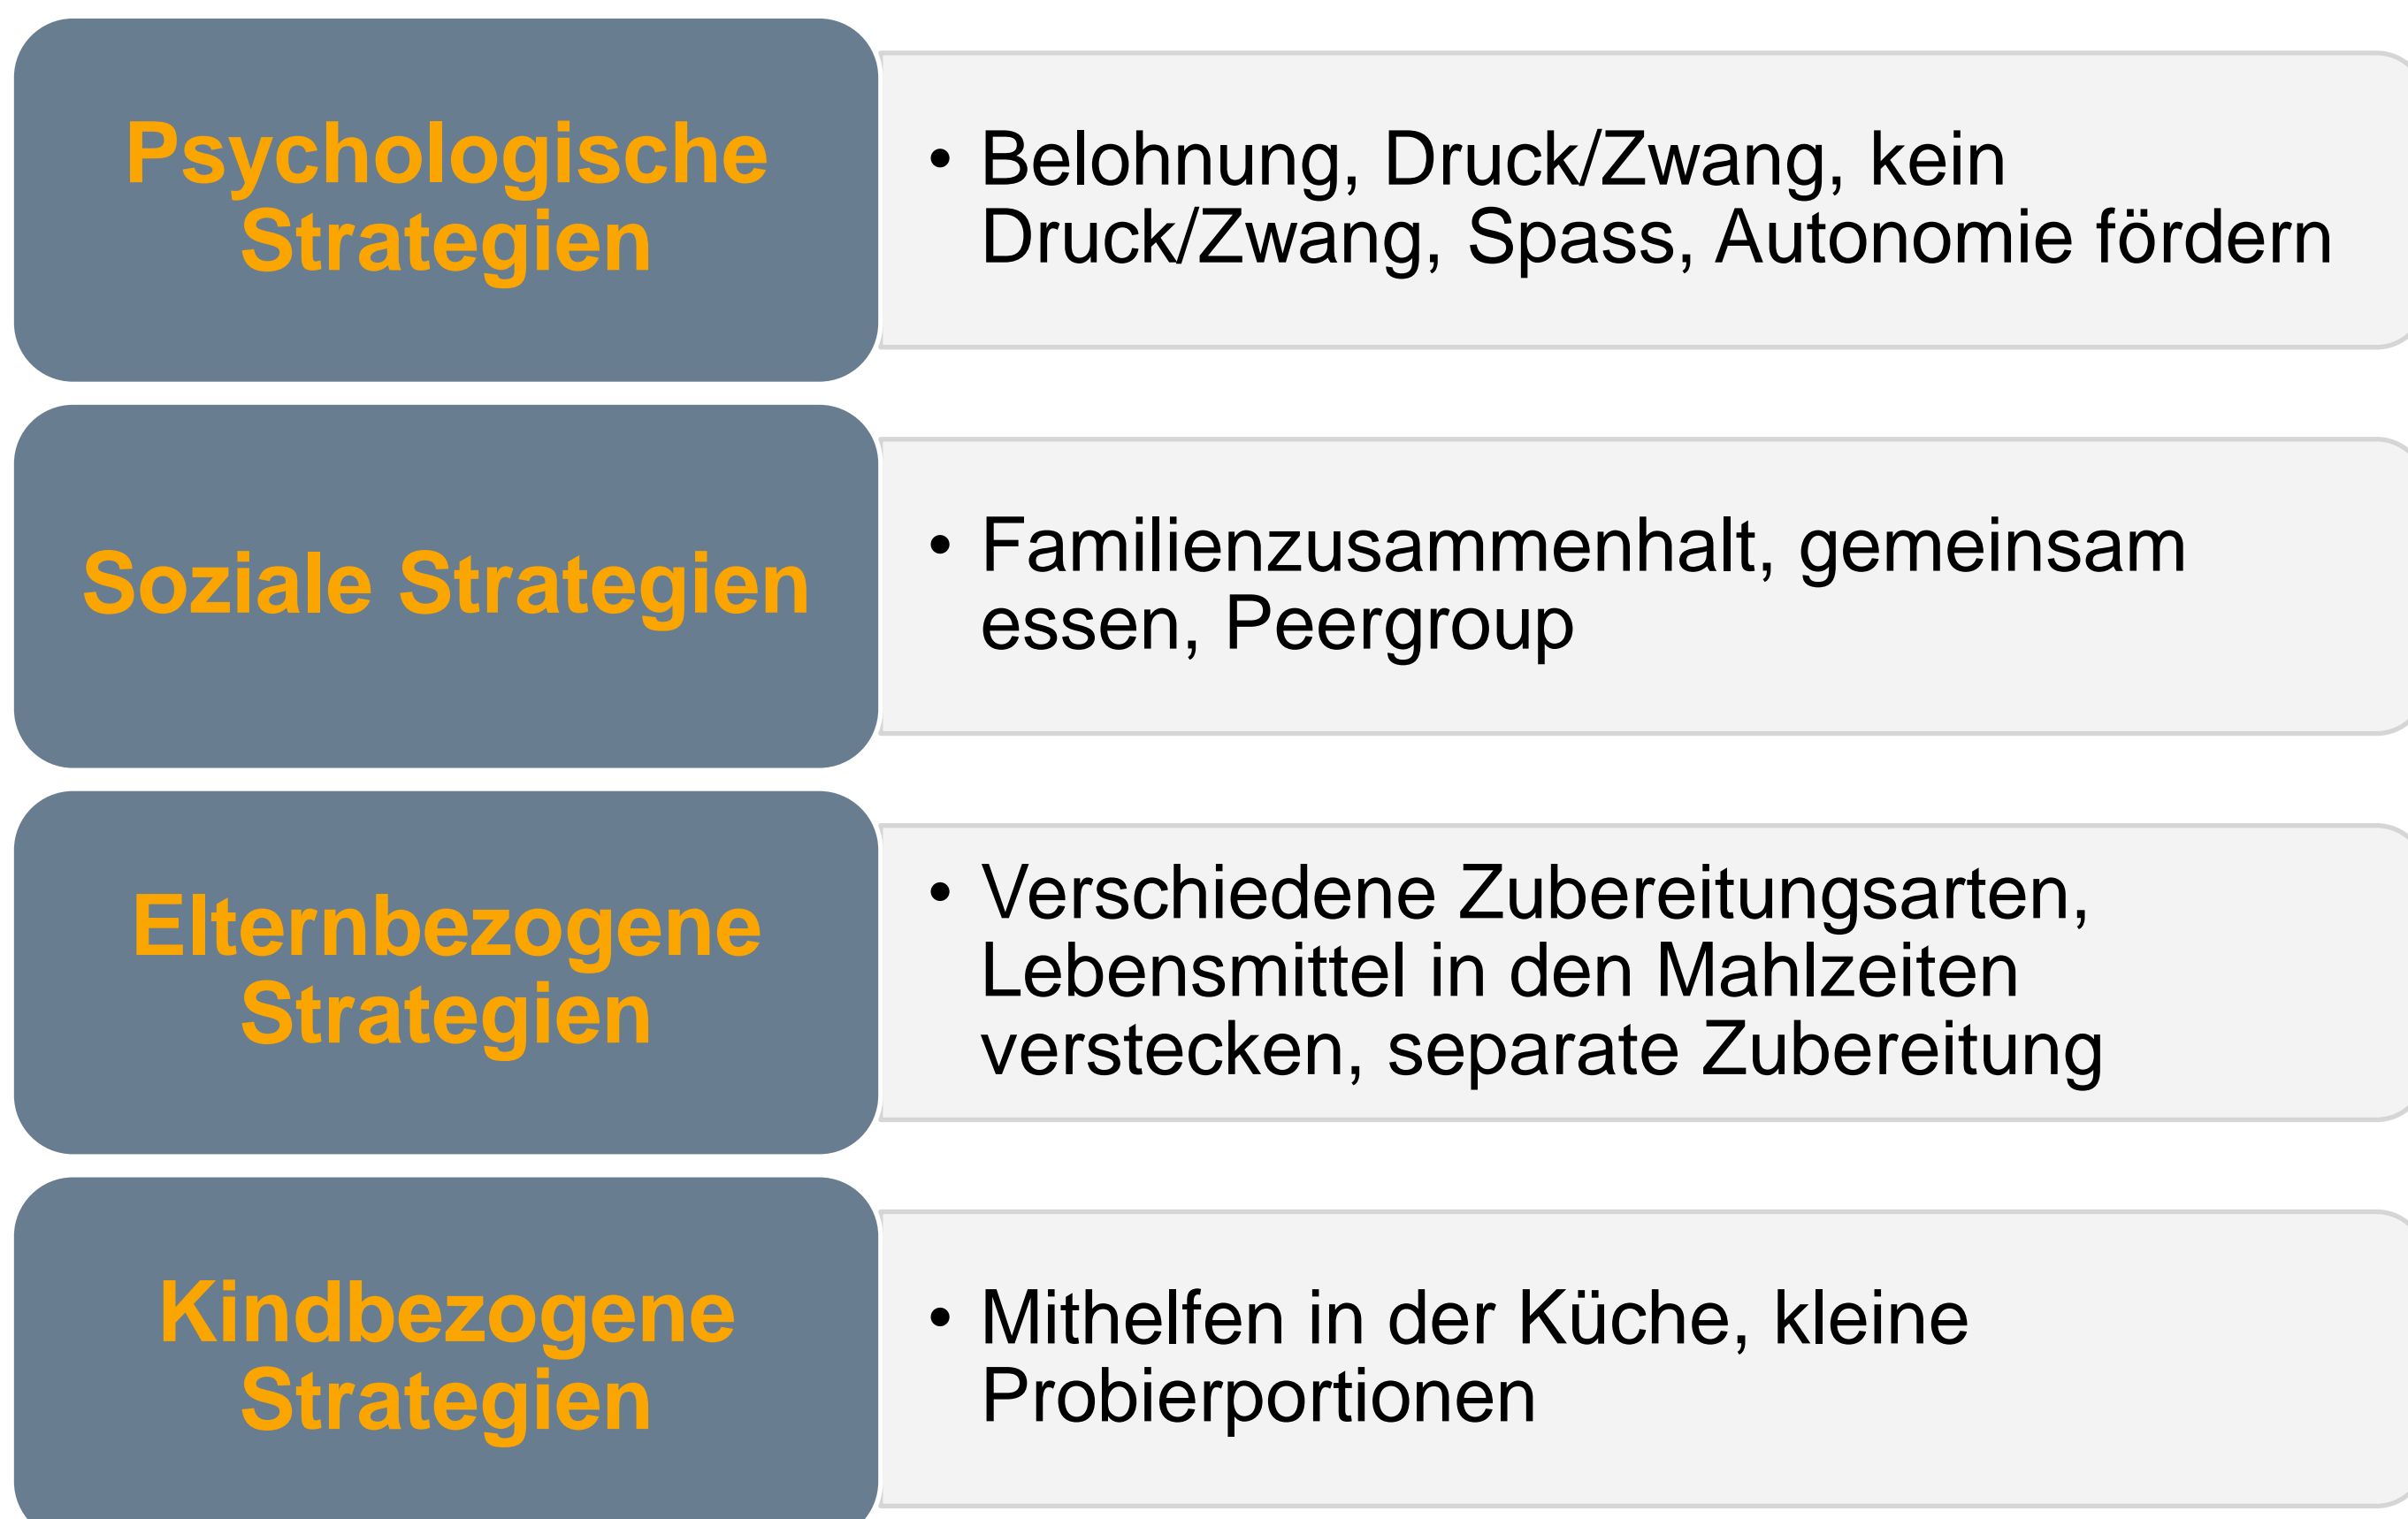 Psychologische
Strategien
• Belohnung, Druck/Zwang, kein
Druck/Zwang, Spass, Autonomie fördern
Soziale Strategien
• Familienzusammenhalt, gemeinsam
essen, Peergroup
Elternbezogene
Strategien
• Verschiedene Zubereitungsarten,
Lebensmittel in den Mahlzeiten
verstecken, separate Zubereitung
Kindbezogene
Strategien
• Mithelfen in der Küche, kleine
Probierportionen